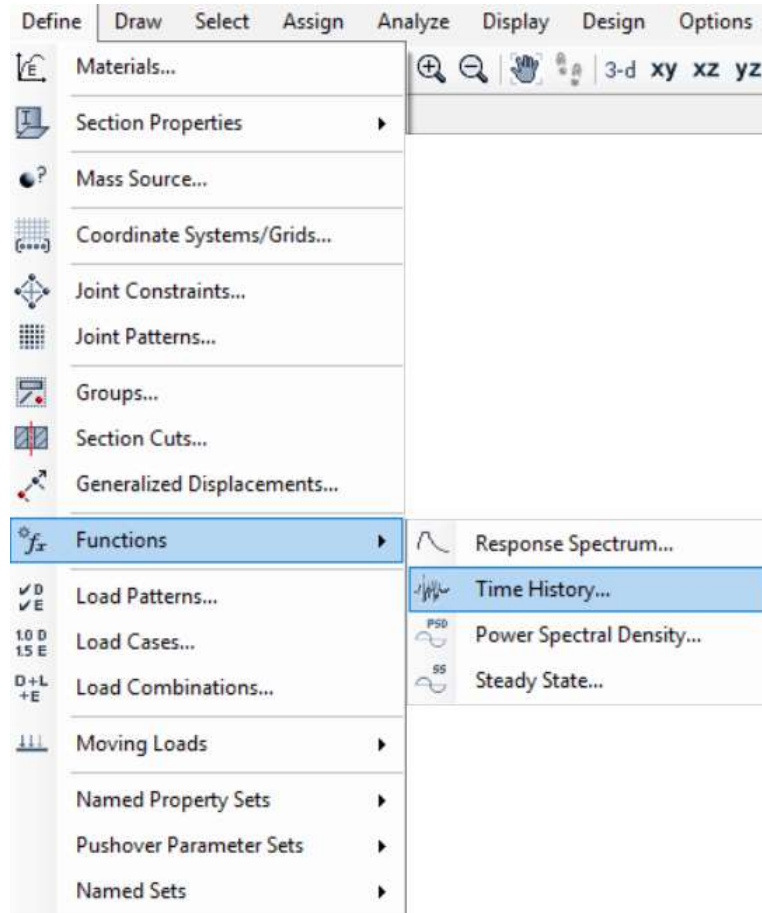 Define Draw Select Assign Analyze Display Design Options
3-d xy xz yz
E Materials...
I Section Properties
? Mass Source...
Coordinate Systems/Grids...
Joint Constraints...
Joint Patterns...
Groups...
Section Cuts...
Generalized Displacements...
fx Functions
Response Spectrum...
D E Load Patterns...
Time History...
1.0 D 1.5 E Load Cases...
PSD Power Spectral Density...
D+L +E Load Combinations...
SS Steady State...
Moving Loads
Named Property Sets
Pushover Parameter Sets
Named Sets